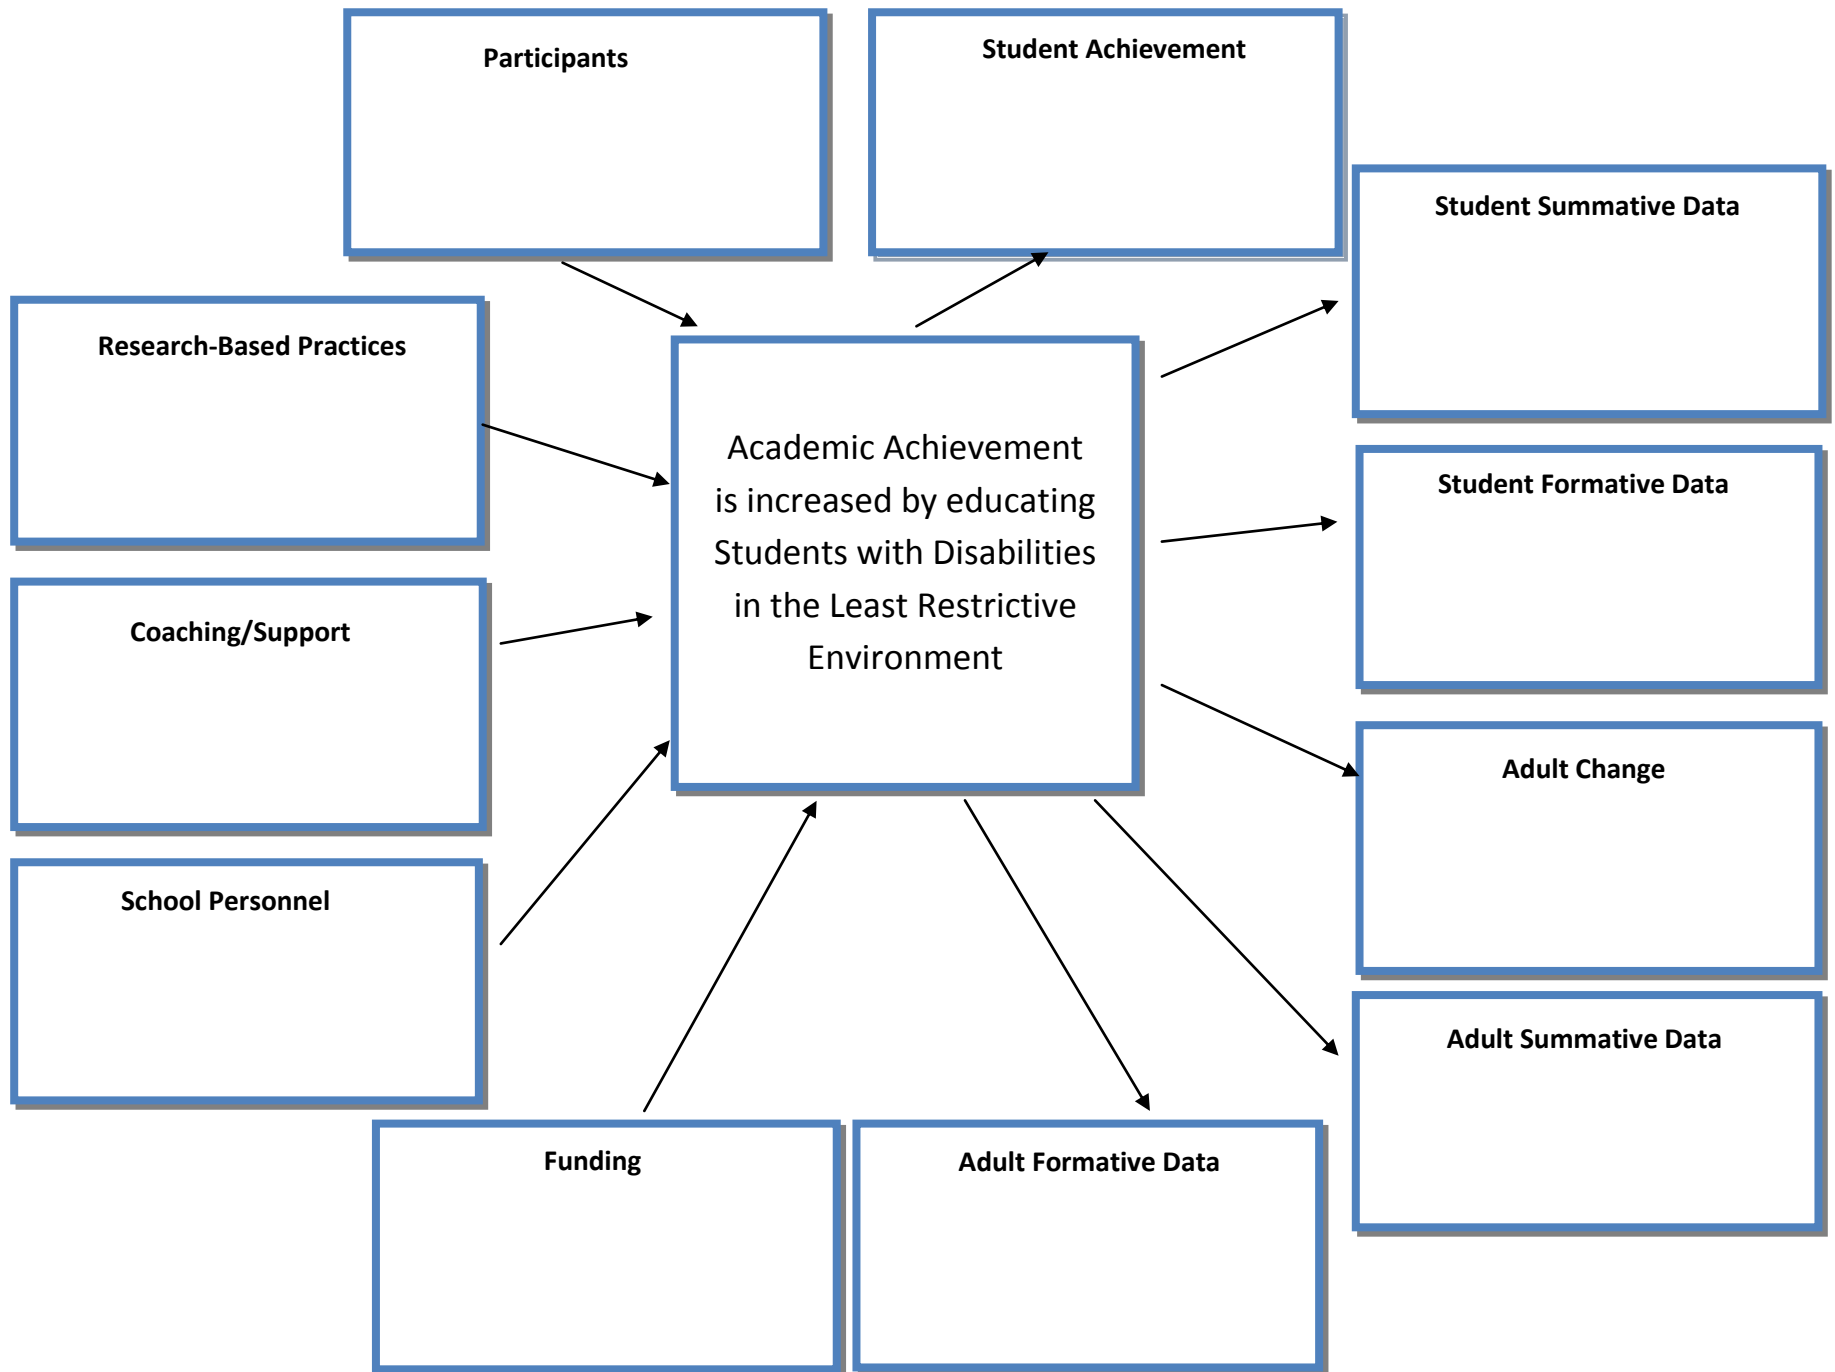 Participants
Student Achievement
Student Summative Data
Research-Based Practices
Academic Achievement
is increased by educating
Students with Disabilities
in the Least Restrictive
Environment
Student Formative Data
Coaching/Support
Adult Change
School Personnel
Adult Summative Data
Funding
Adult Formative Data